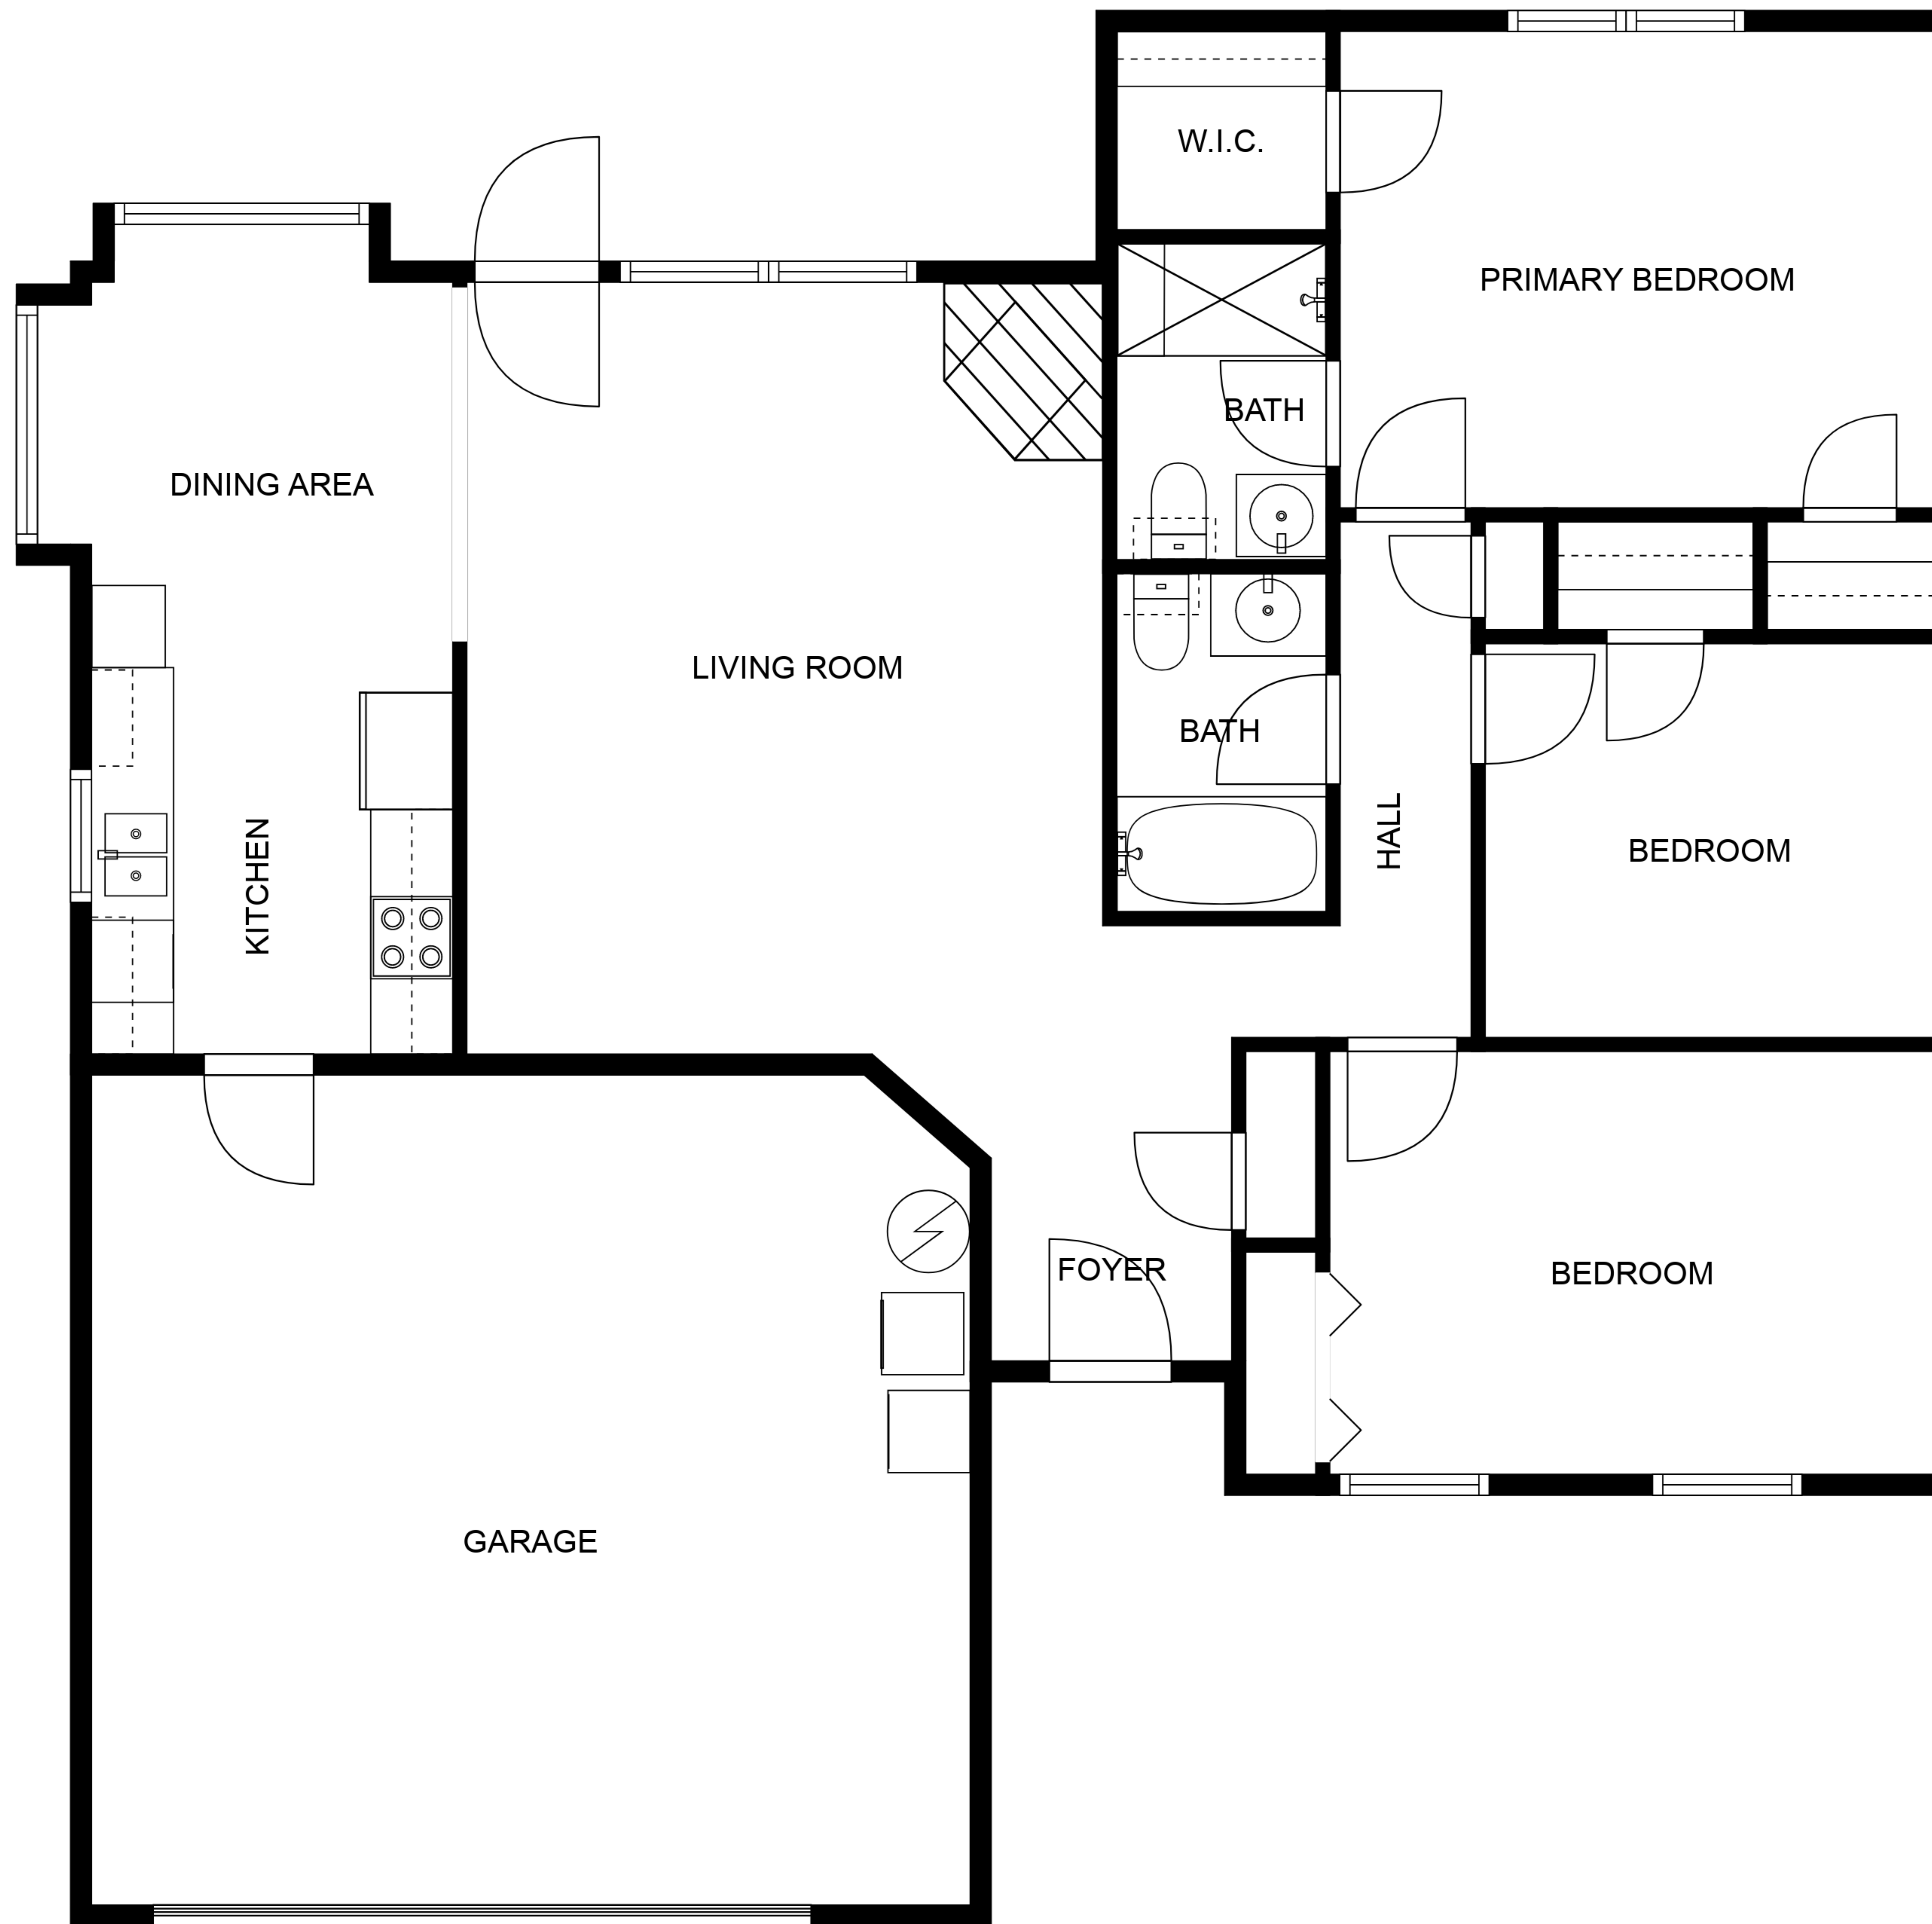 W.I.C.
PRIMARY BEDROOM
BATH
DINING AREA
LIVING ROOM
BATH
HALL
KITCHEN
BEDROOM
FOYER
BEDROOM
GARAGE